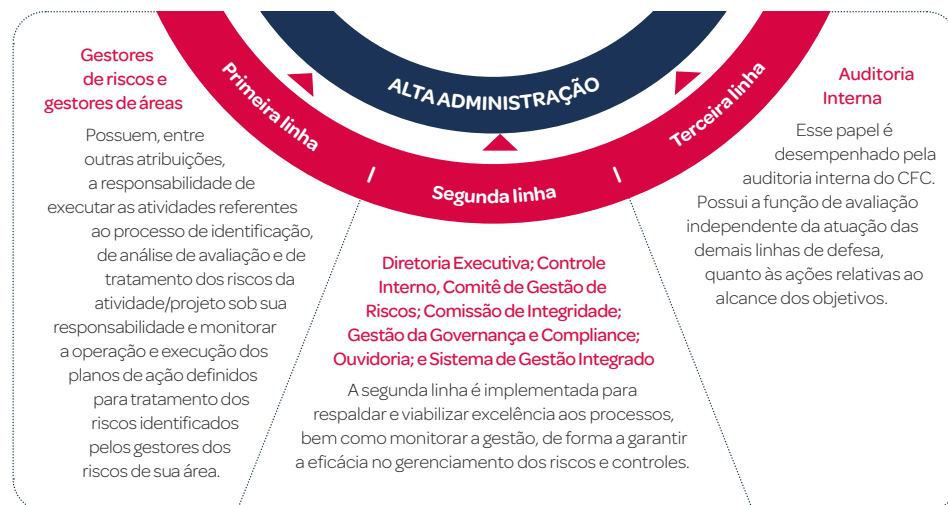 ALTA ADMINISTRAÇÃO
Primeira linha
Segunda linha
Terceira linha
Gestores
de riscos e
gestores de áreas
Possuem, entre
outras atribuições,
a responsabilidade de
executar as atividades referentes
ao processo de identificação,
de análise de avaliação e de
tratamento dos riscos da
atividade/projeto sob sua
responsabilidade e monitorar
a operação e execução dos
planos de ação definidos
para tratamento dos
riscos identificados
pelos gestores dos
riscos de sua área.
Diretoria Executiva; Controle
Interno, Comitê de Gestão de
Riscos; Comissão de Integridade;
Gestão da Governança e Compliance;
Ouvidoria; e Sistema de Gestão Integrado
A segunda linha é implementada para
respaldar e viabilizar excelência aos processos,
bem como monitorar a gestão, de forma a garantir
a eficácia no gerenciamento dos riscos e controles.
Auditoria
Interna
Esse papel é
desempenhado pela
auditoria interna do CFC.
Possui a função de avaliação
independente da atuação das
demais linhas de defesa,
quanto às ações relativas ao
alcance dos objetivos.